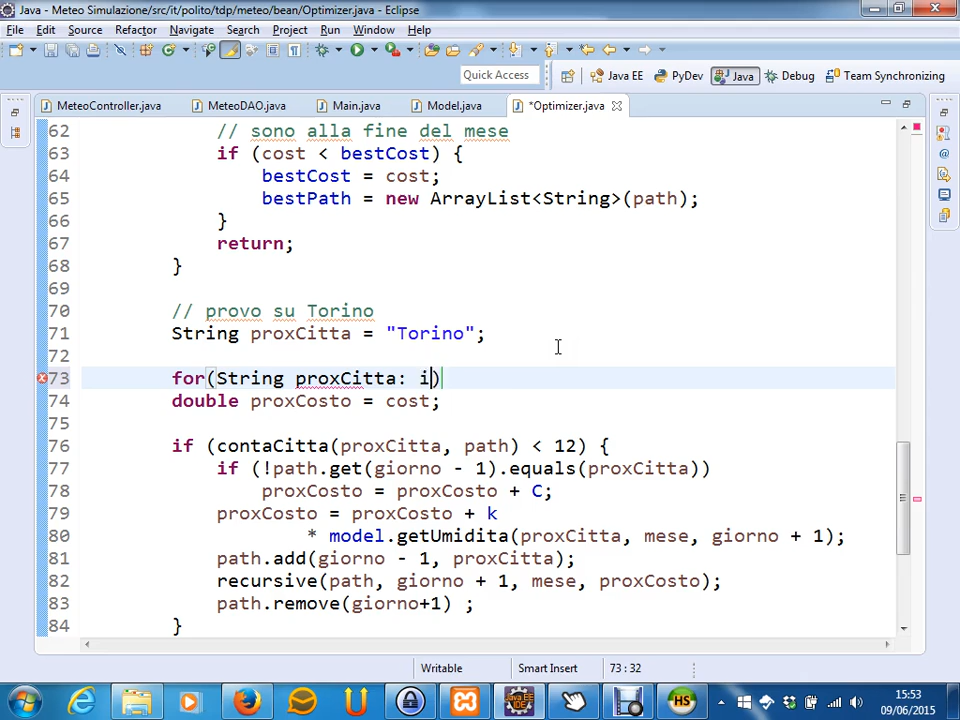 Java - Meteo Simulazione/src/it/polito/tdp/meteo/bean/Optimizer.java - Eclipse
File Edit Source Refactor Navigate Search Project Run Window Help
Quick Access Java EE PyDev Java Debug Team Synchronizing
MeteoController.java MeteoDAO.java Main.java Model.java *Optimizer.java
62 // sono alla fine del mese
63 if (cost < bestCost) {
64 bestCost = cost;
65 bestPath = new ArrayList<String>(path);
66 }
67 return;
68 }
69
70 // provo su Torino
71 String proxCitta = "Torino";
72
73 for(String proxCitta: i)
74 double proxCosto = cost;
75
76 if (contaCitta(proxCitta, path) < 12) {
77 if (!path.get(giorno - 1).equals(proxCitta))
78 proxCosto = proxCosto + C;
79 proxCosto = proxCosto + k
80 * model.getUmidita(proxCitta, mese, giorno + 1);
81 path.add(giorno - 1, proxCitta);
82 recursive(path, giorno + 1, mese, proxCosto);
83 path.remove(giorno+1) ;
84 }
Writable Smart Insert 73 : 32
15:53
09/06/2015